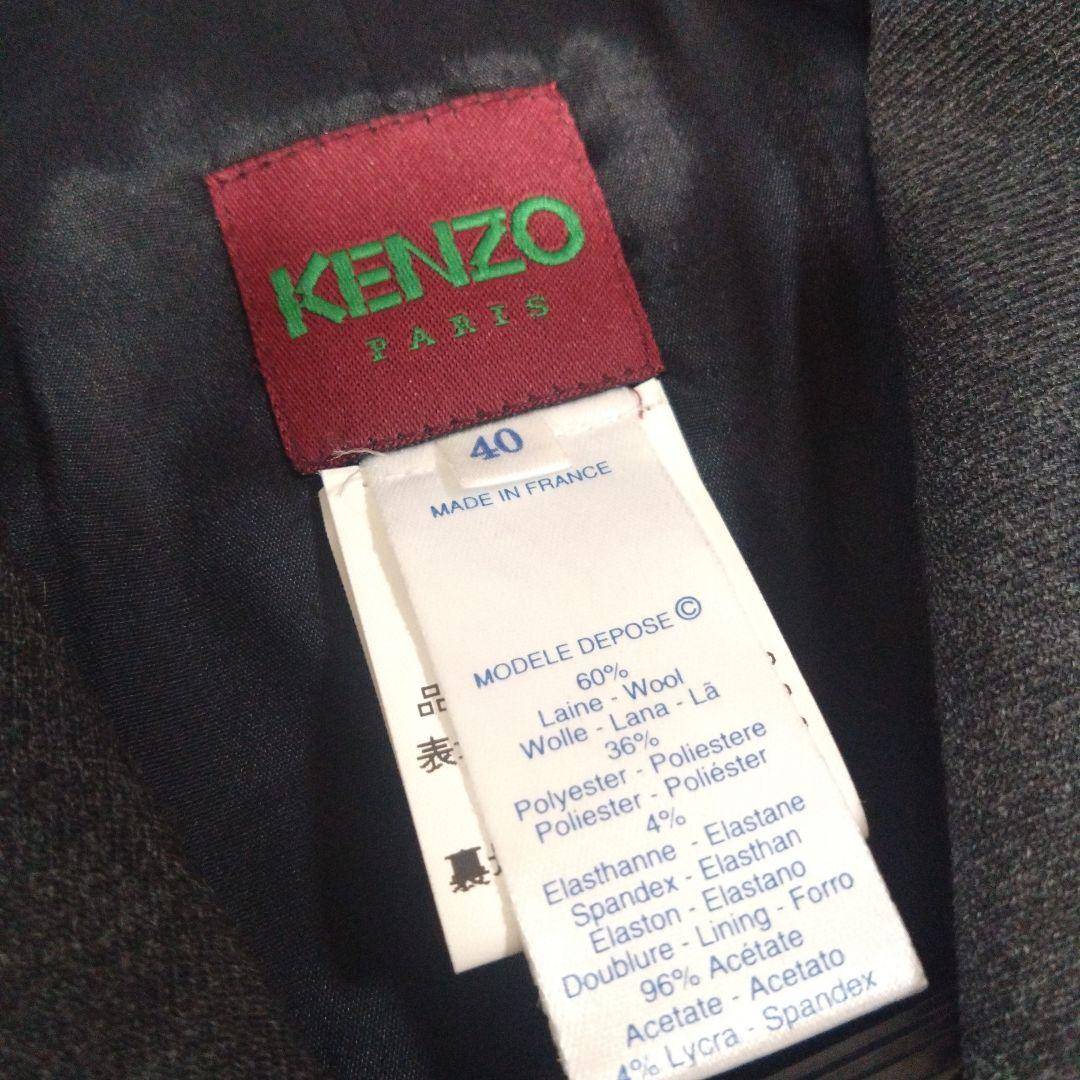 KENZO
PARIS
40
MADE IN FRANCE
MODELE DEPOSE ©
60%
Laine - Wool
Wolle - Lana - Lã
36%
Polyester - Poliestere
Poliester - Poliéster
4%
Elasthanne - Elastane
Spandex - Elasthan
Elaston - Elastano
Doublure - Lining - Forro
96% Acétate
Acetate - Acetato
4% Lycra - Spandex
品
表
裏